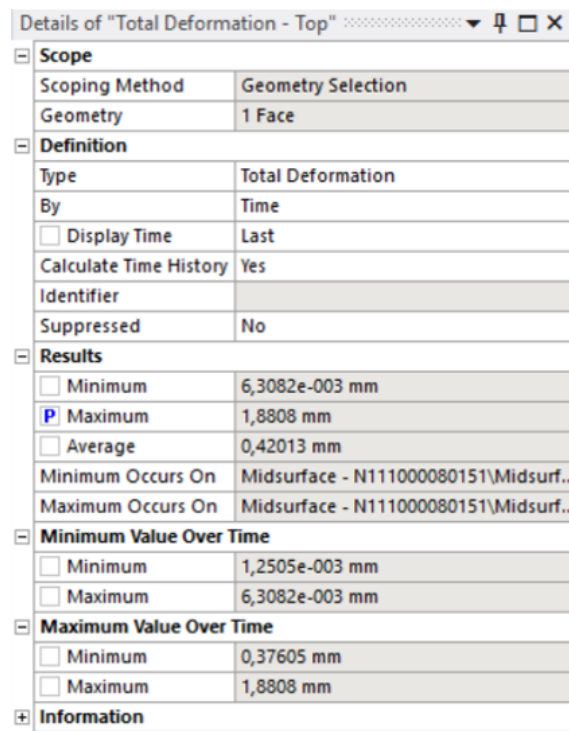 Details of "Total Deformation - Top"
Scope
Scoping Method Geometry Selection
Geometry 1 Face
Definition
Type Total Deformation
By Time
Display Time Last
Calculate Time History Yes
Identifier
Suppressed No
Results
Minimum 6,3082e-003 mm
P Maximum 1,8808 mm
Average 0,42013 mm
Minimum Occurs On Midsurface - N111000080151\Midsurf..
Maximum Occurs On Midsurface - N111000080151\Midsurf..
Minimum Value Over Time
Minimum 1,2505e-003 mm
Maximum 6,3082e-003 mm
Maximum Value Over Time
Minimum 0,37605 mm
Maximum 1,8808 mm
Information